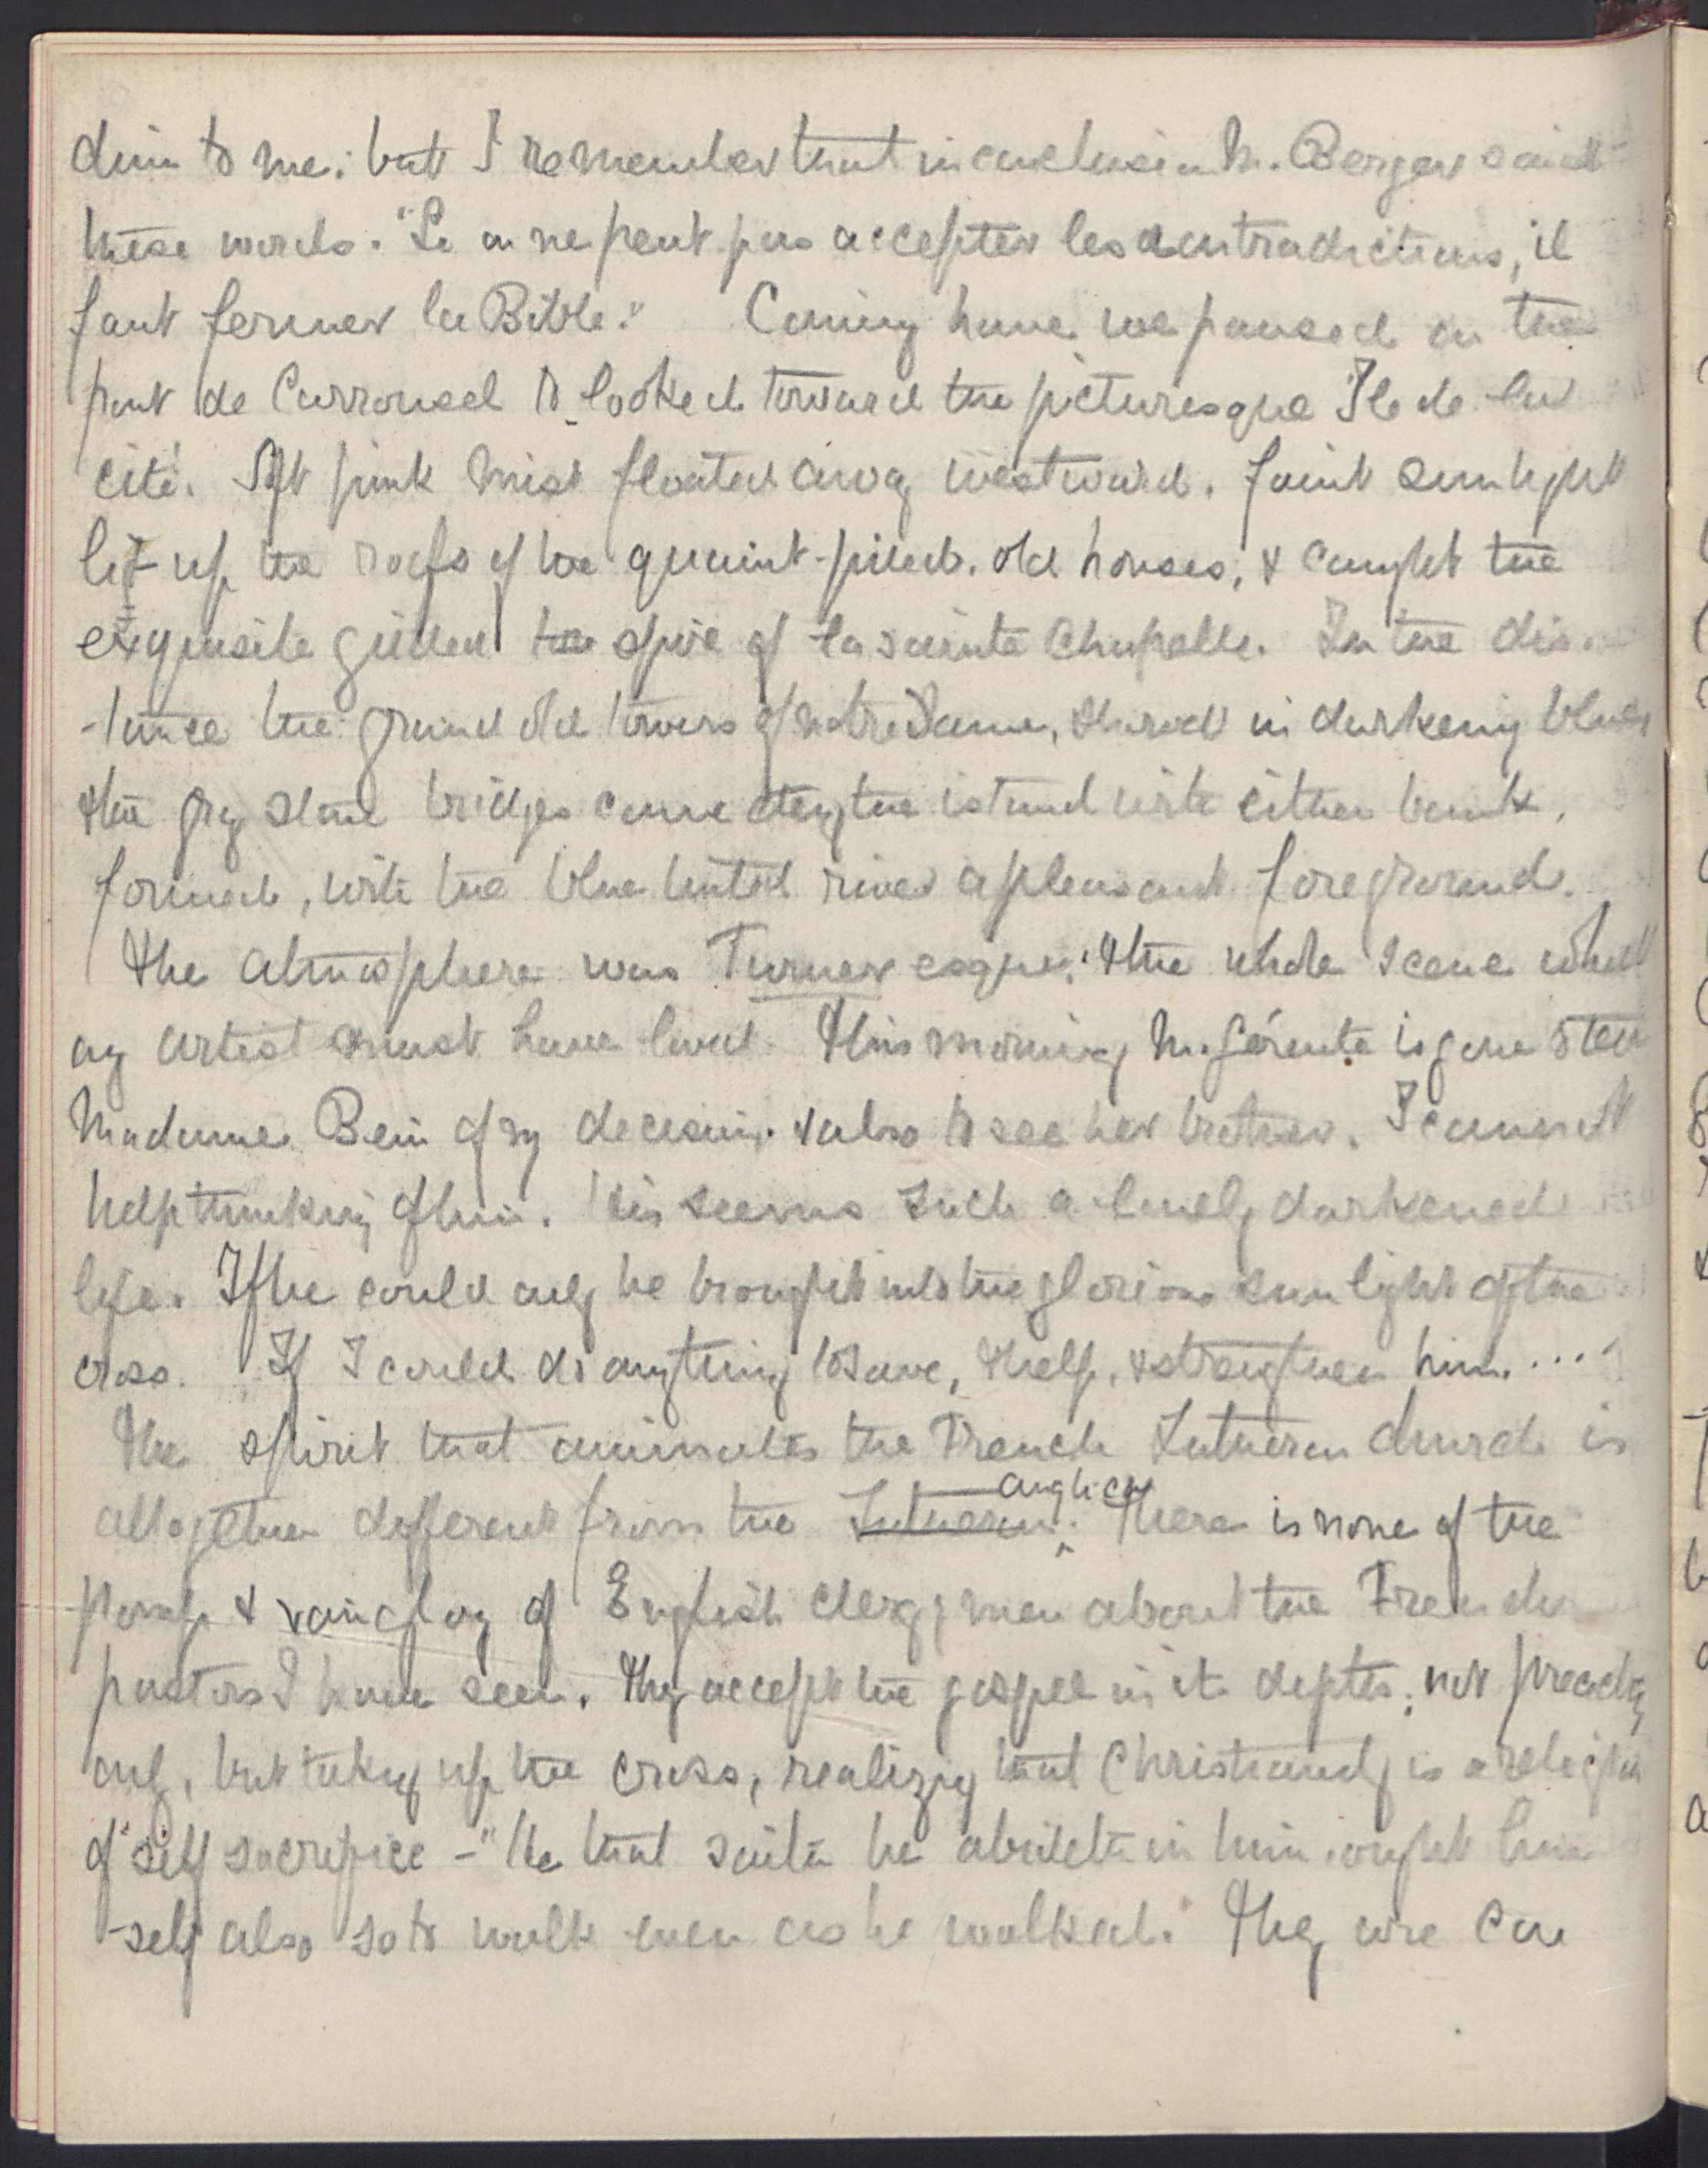 dim to me: but I remember that in conclusion M. Berger said
these words. "Si on ne peut pas accepter les contradictions, il
faut fermer la Bible." Coming home we paused on the
pont de Carrousel to looked toward the picturesque Ile de la
cité. Soft pink mist floated away westward. faint sunlight
lit up the roofs of the quaint-piled old houses, & caught the
exquisite gilded the spire of la sainte Chapelle. In the dis-
-tance the grand old towers of notre Dame, stood in darkening blue,
the gray stone bridges connecting the island with either bank,
formed, with the blue tinted river a pleasant foreground.
The atmosphere was Turner esque: the whole scene what
any artist must have loved. This morning M. Gérente is gone to tell
Madame Bein of my decision & also to see her brother. I cannot
help thinking of him. His seems such a lonely darkened
life. If he could only be brought into the glorious sunlight of the
cross. If I could do anything to save, & help, & strengthen him....
The spirit that animates the French Lutheran church is
altogether different from the Lutheran anglican. There is none of the
pomp & vainglory of English clergymen about the French
pastors I have seen. They accept the gospel in its depths; not preaching
only, but taking up the cross, realizing that Christianity is a religion
of self sacrifice - "He that saith he abideth in him ought him
-self also so to walk even as he walked." They are